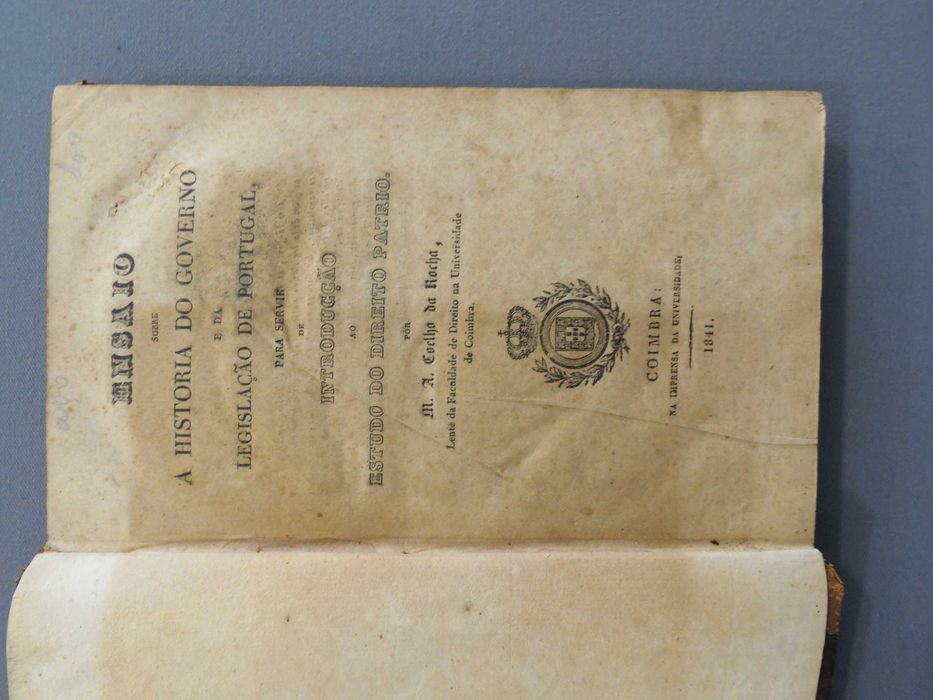 ENSAIO
SOBRE
A HISTORIA DO GOVERNO
E DA
LEGISLAÇÃO DE PORTUGAL,
PARA SERVIR
DE
INTRODUCÇÃO
AO
ESTUDO DO DIREITO PATRIO.
POR
M. A. Coelho da Rocha,
Lente da Faculdade de Direito na Universidade
de Coimbra.
COIMBRA:
NA IMPRENSA DA UNIVERSIDADE,
1841.